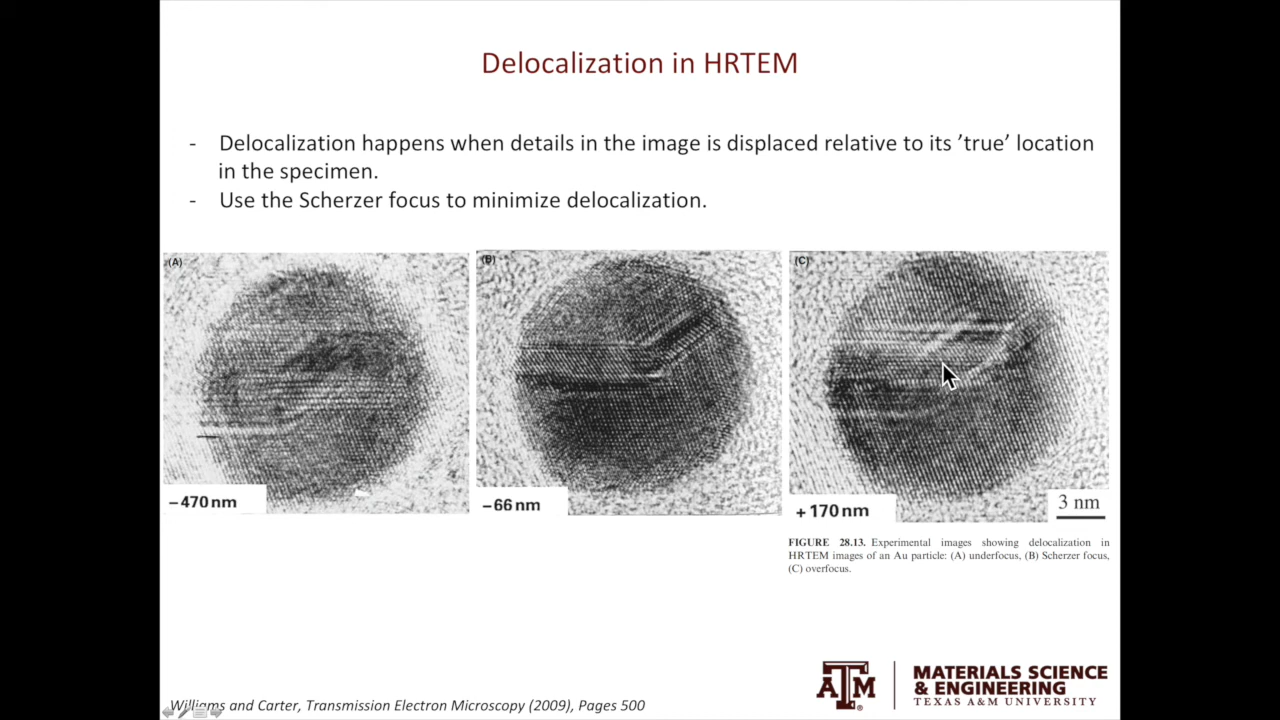 Delocalization in HRTEM
- Delocalization happens when details in the image is displaced relative to its ’true’ location
in the specimen.
- Use the Scherzer focus to minimize delocalization.
(A)
(B)
(C)
−470 nm
−66 nm
+170 nm
3 nm
FIGURE 28.13. Experimental images showing delocalization in
HRTEM images of an Au particle: (A) underfocus, (B) Scherzer focus,
(C) overfocus.
Williams and Carter, Transmission Electron Microscopy (2009), Pages 500
ATM
MATERIALS SCIENCE
& ENGINEERING
TEXAS A&M UNIVERSITY